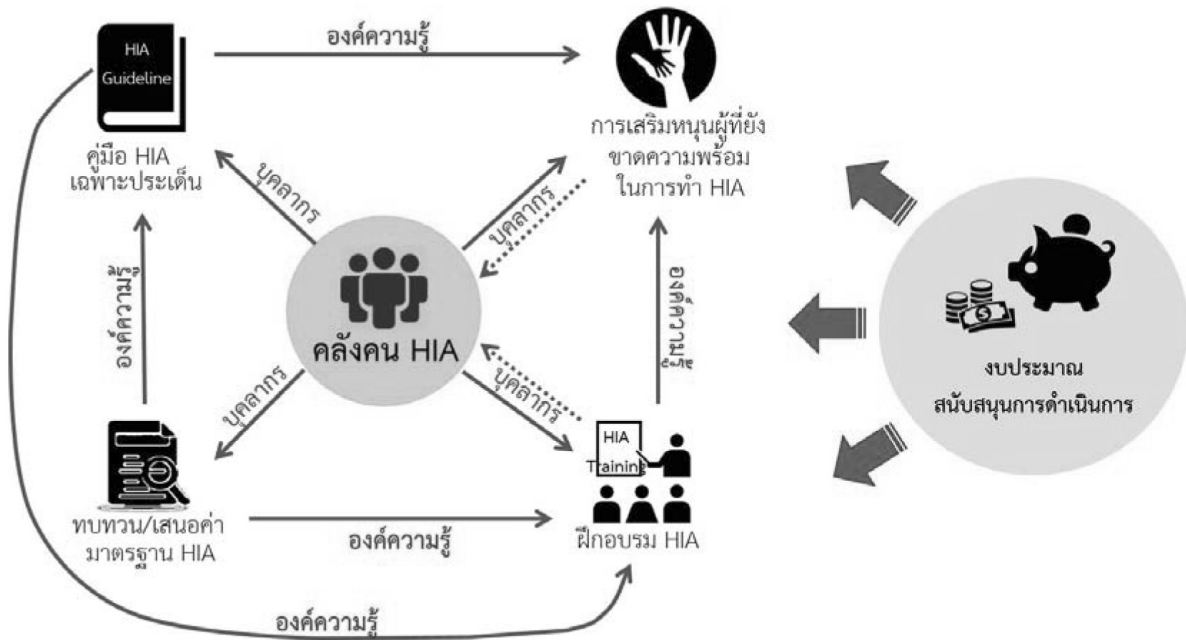 องค์ความรู้
HIA
Guideline
คู่มือ HIA
เฉพาะประเด็น
การเสริมหนุนผู้ที่ยัง
ขาดความพร้อม
ในการทำ HIA
บุคลากร
บุคลากร
บุคลากร
องค์ความรู้
คลังคน HIA
องค์ความรู้
บุคลากร
บุคลากร
งบประมาณ
สนับสนุนการดำเนินการ
HIA
Training
ทบทวน/เสนอค่า
มาตรฐาน HIA
องค์ความรู้
ฝึกอบรม HIA
องค์ความรู้